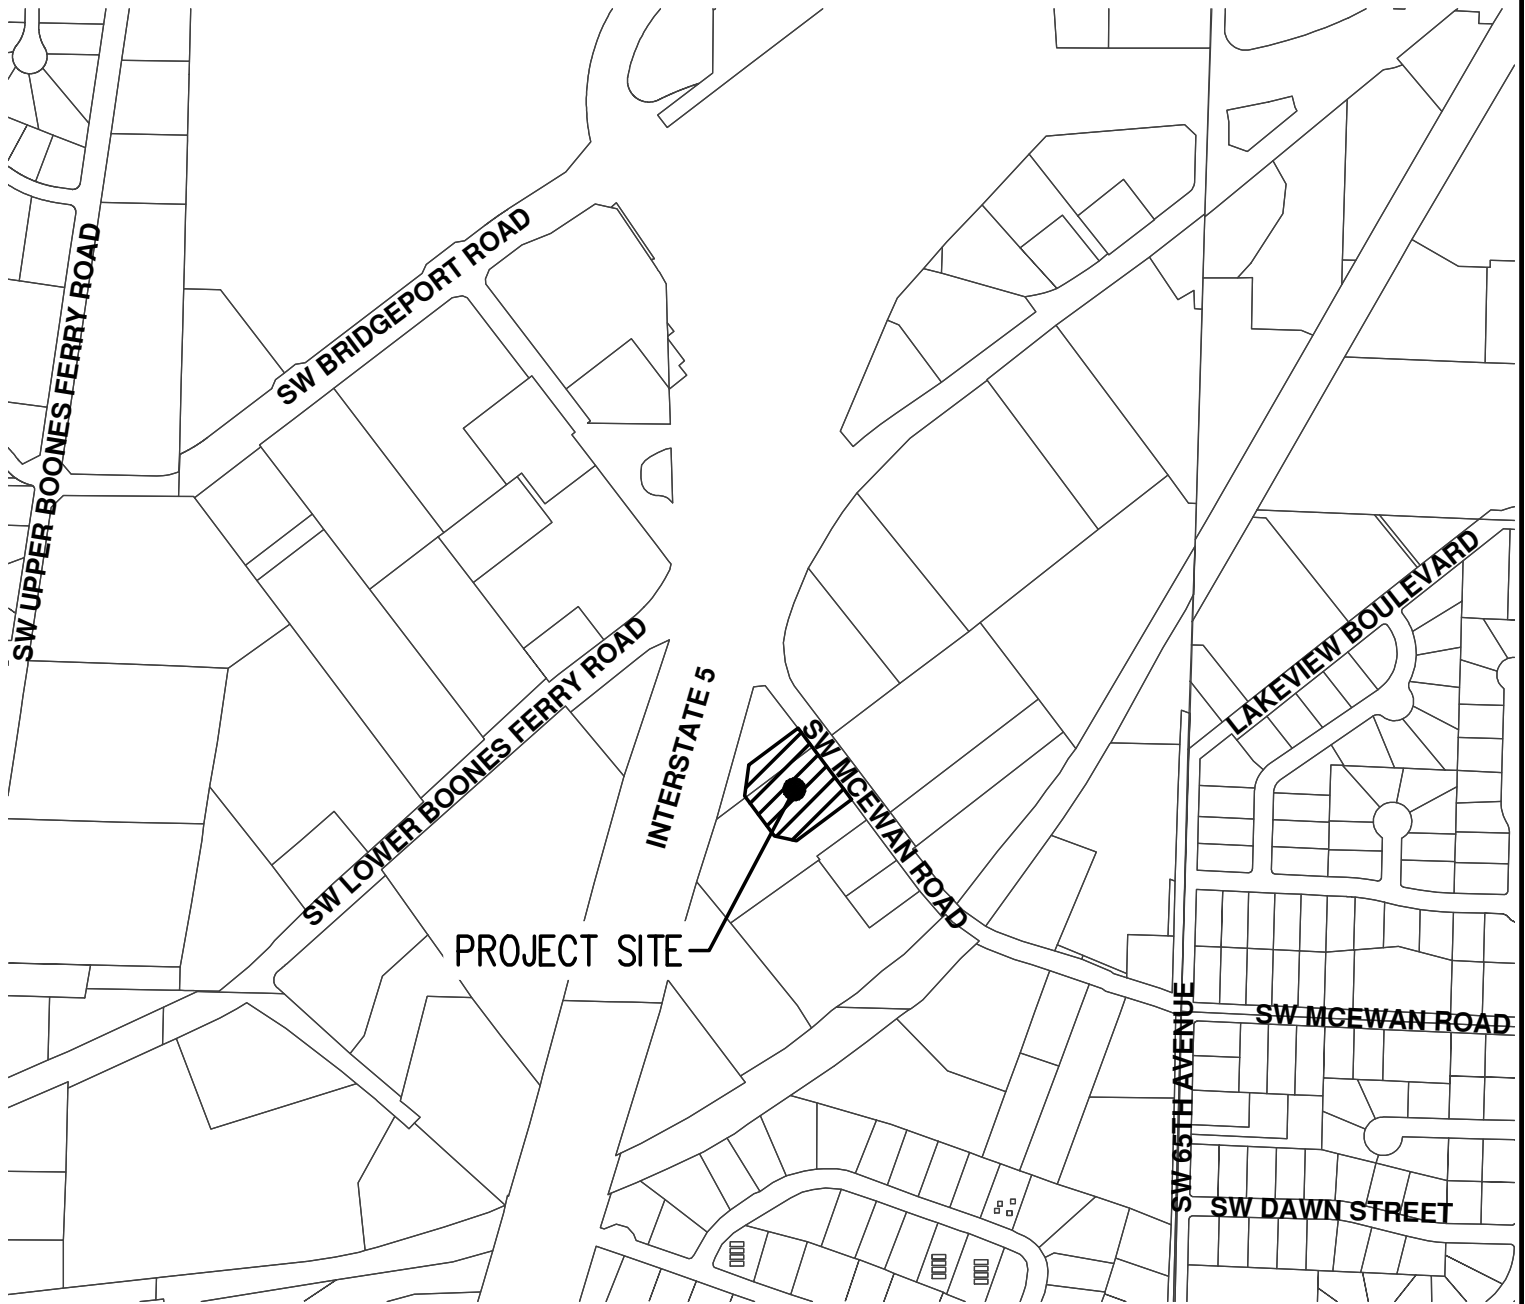 SW BRIDGEPORT ROAD
SW UPPER BOONES FERRY ROAD
LAKEVIEW BOULEVARD
SW LOWER BOONES FERRY ROAD
INTERSTATE 5
SW MCEWAN ROAD
PROJECT SITE
SW MCEWAN ROAD
SW 65TH AVENUE
SW DAWN STREET